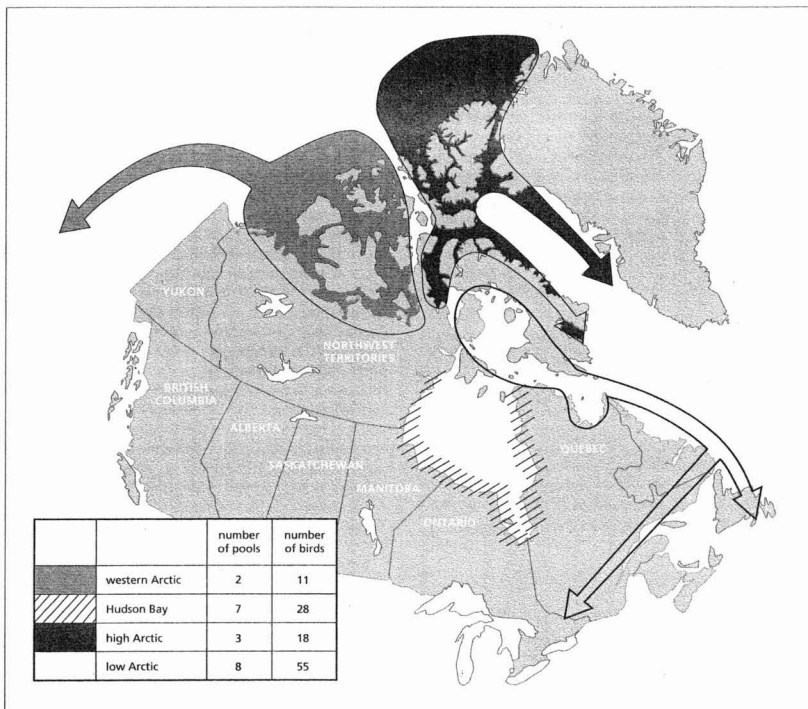 YUKON
NORTHWEST
TERRITORIES
BRITISH
COLUMBIA
ALBERTA
SASKATCHEWAN
MANITOBA
ONTARIO
QUEBEC
number of pools number of birds
western Arctic 2 11
Hudson Bay 7 28
high Arctic 3 18
low Arctic 8 55